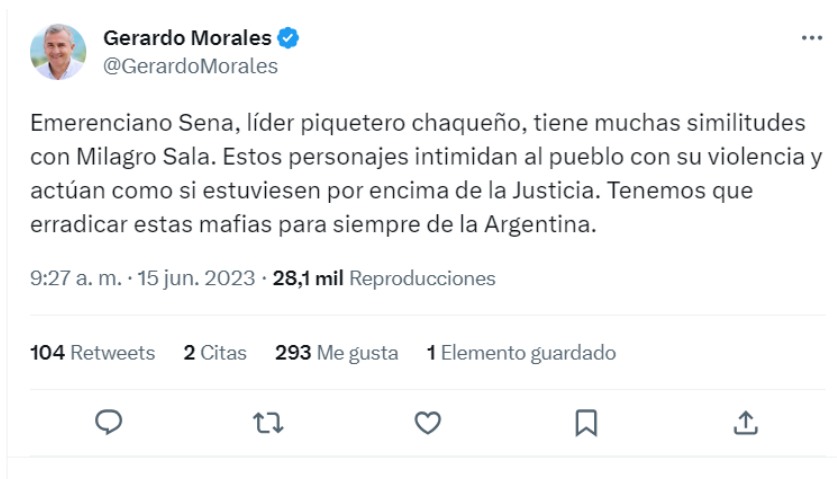 Gerardo Morales
@GerardoMorales
Emerenciano Sena, líder piquetero chaqueño, tiene muchas similitudes
con Milagro Sala. Estos personajes intimidan al pueblo con su violencia y
actúan como si estuviesen por encima de la Justicia. Tenemos que
erradicar estas mafias para siempre de la Argentina.
9:27 a. m. · 15 jun. 2023 · 28,1 mil Reproducciones
104 Retweets 2 Citas 293 Me gusta 1 Elemento guardado